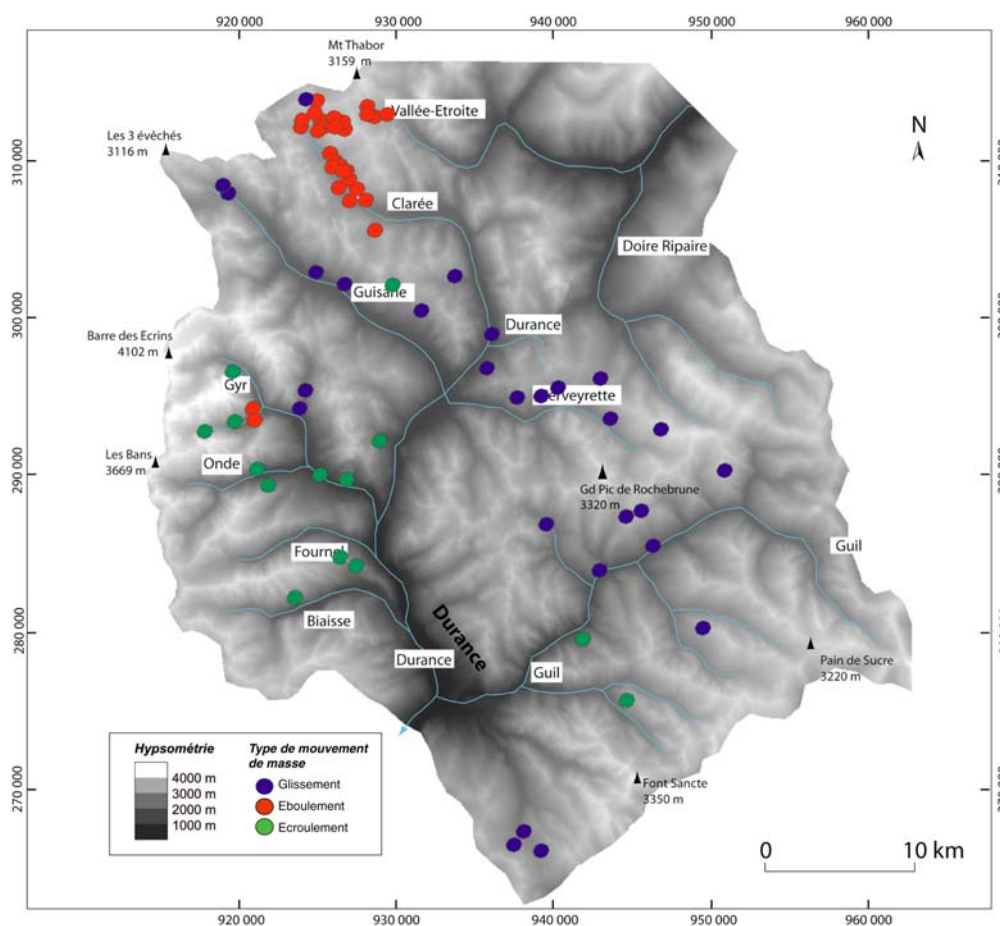 920 000 930 000 940 000 950 000 960 000
Mt Thabor
3159 m
Vallée-Etroite
N
Les 3 évêchés
3116 m
310 000
Clarée
Doire Ripaire
Guisane
300 000
Durance
Barre des Ecrins
4102 m
Gyr
erveyrette
Les Bans
3669 m
Onde
290 000
Gd Pic de Rochebrune
3320 m
Guil
Fournel
Biaisse
280 000
Durance
Durance
Guil
Pain de Sucre
3220 m
Font Sancte
3350 m
270 000
Hypsométrie
4000 m
3000 m
2000 m
1000 m
Type de mouvement
de masse
Glissement
Eboulement
Ecroulement
0 10 km
920 000 930 000 940 000 950 000 960 000